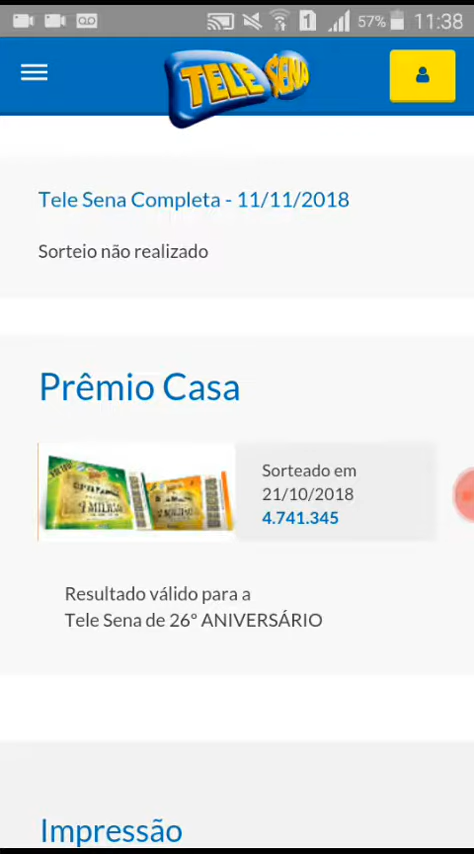 57% 11:38
TELE SENA
Tele Sena Completa - 11/11/2018
Sorteio não realizado
Prêmio Casa
Sorteado em
21/10/2018
4.741.345
Resultado válido para a
Tele Sena de 26º ANIVERSÁRIO
Impressão